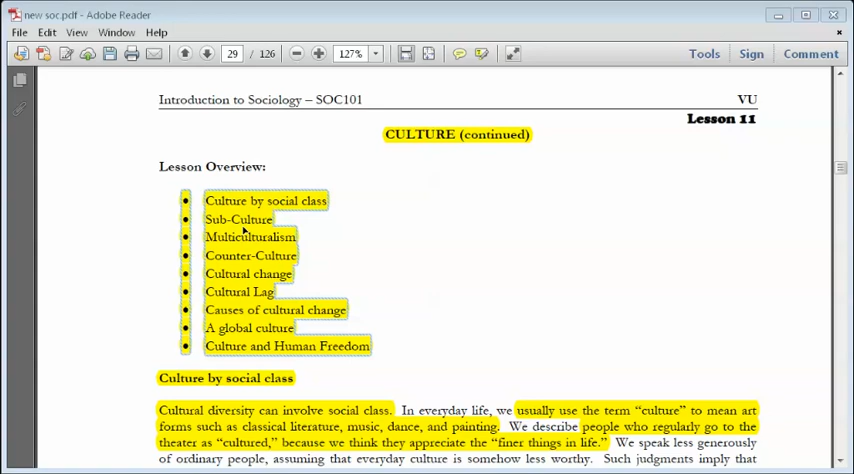 new soc.pdf - Adobe Reader
File Edit View Window Help
29 / 126 127% Tools Sign Comment
Introduction to Sociology – SOC101 VU
Lesson 11
CULTURE (continued)
Lesson Overview:
• Culture by social class
• Sub-Culture
• Multiculturalism
• Counter-Culture
• Cultural change
• Cultural Lag
• Causes of cultural change
• A global culture
• Culture and Human Freedom
Culture by social class
Cultural diversity can involve social class. In everyday life, we usually use the term “culture” to mean art
forms such as classical literature, music, dance, and painting. We describe people who regularly go to the
theater as “cultured,” because we think they appreciate the “finer things in life.” We speak less generously
of ordinary people, assuming that everyday culture is somehow less worthy. Such judgments imply that